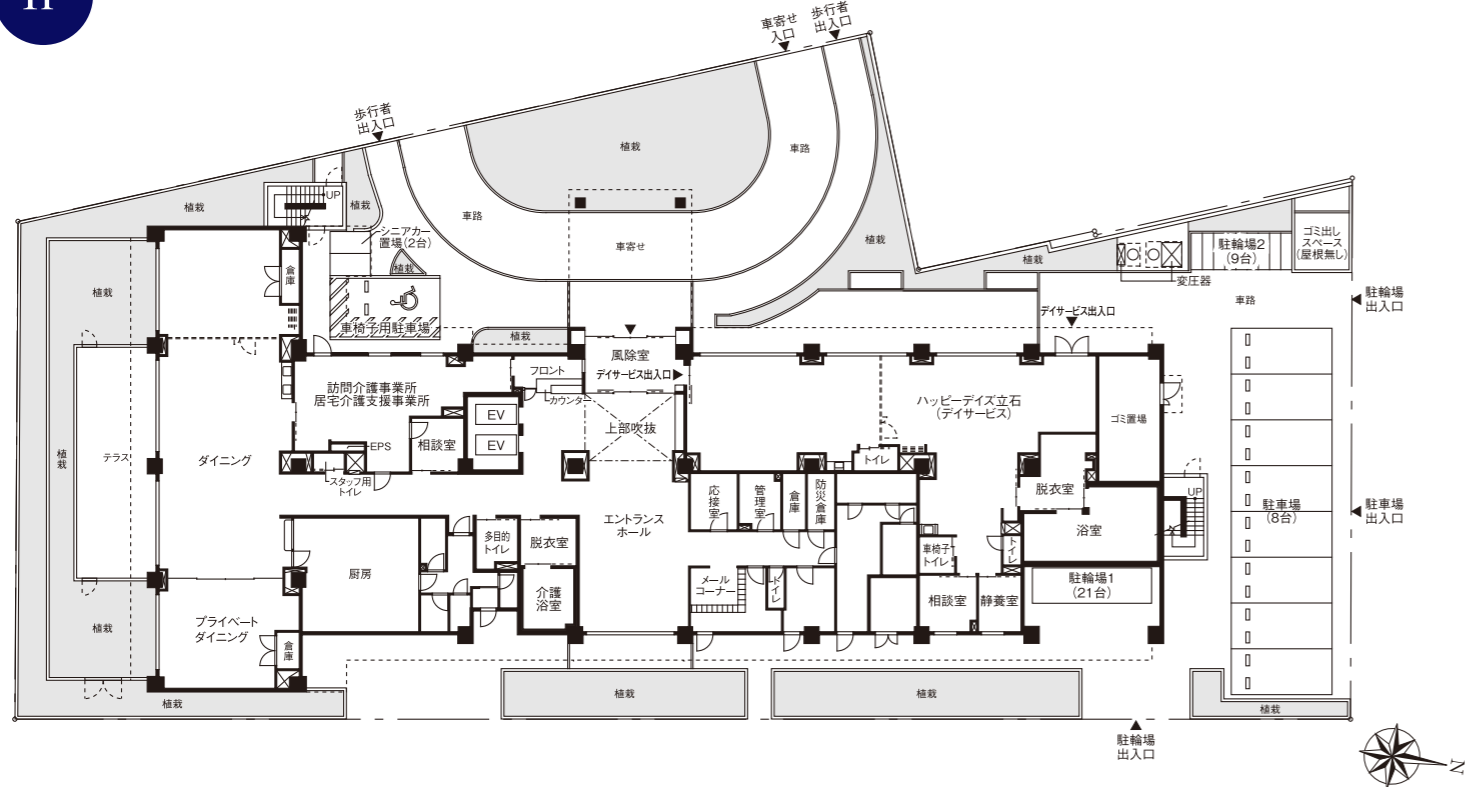 車寄せ
入口
歩行者
出入口
歩行者
出入口
植栽
車路
UP
植栽
植栽
車路
シニアカー
置場(2台)
車寄せ
植栽
植栽
植栽
駐輪場2
(9台)
ゴミ出し
スペース
(屋根無し)
変圧器
倉庫
植栽
車路
駐輪場
出入口
車椅子用駐車場
植栽
デイサービス出入口
風除室
フロント
デイサービス出入口
カウンター
訪問介護事業所
居宅介護支援事業所
EV
EV
上部吹抜
ハッピーデイズ立石
(デイサービス)
ゴミ置場
EPS
相談室
植栽
テラス
ダイニング
トイレ
スタッフ用
トイレ
脱衣室
UP
応接室
管理室
倉庫
防災倉庫
駐車場
(8台)
駐車場
出入口
エントランス
ホール
浴室
多目的
トイレ
脱衣室
車椅子
トイレ
トイレ
厨房
メール
コーナー
トイレ
駐輪場1
(21台)
介護
浴室
相談室
静養室
植栽
プライベート
ダイニング
倉庫
植栽
植栽
植栽
植栽
駐輪場
出入口
N